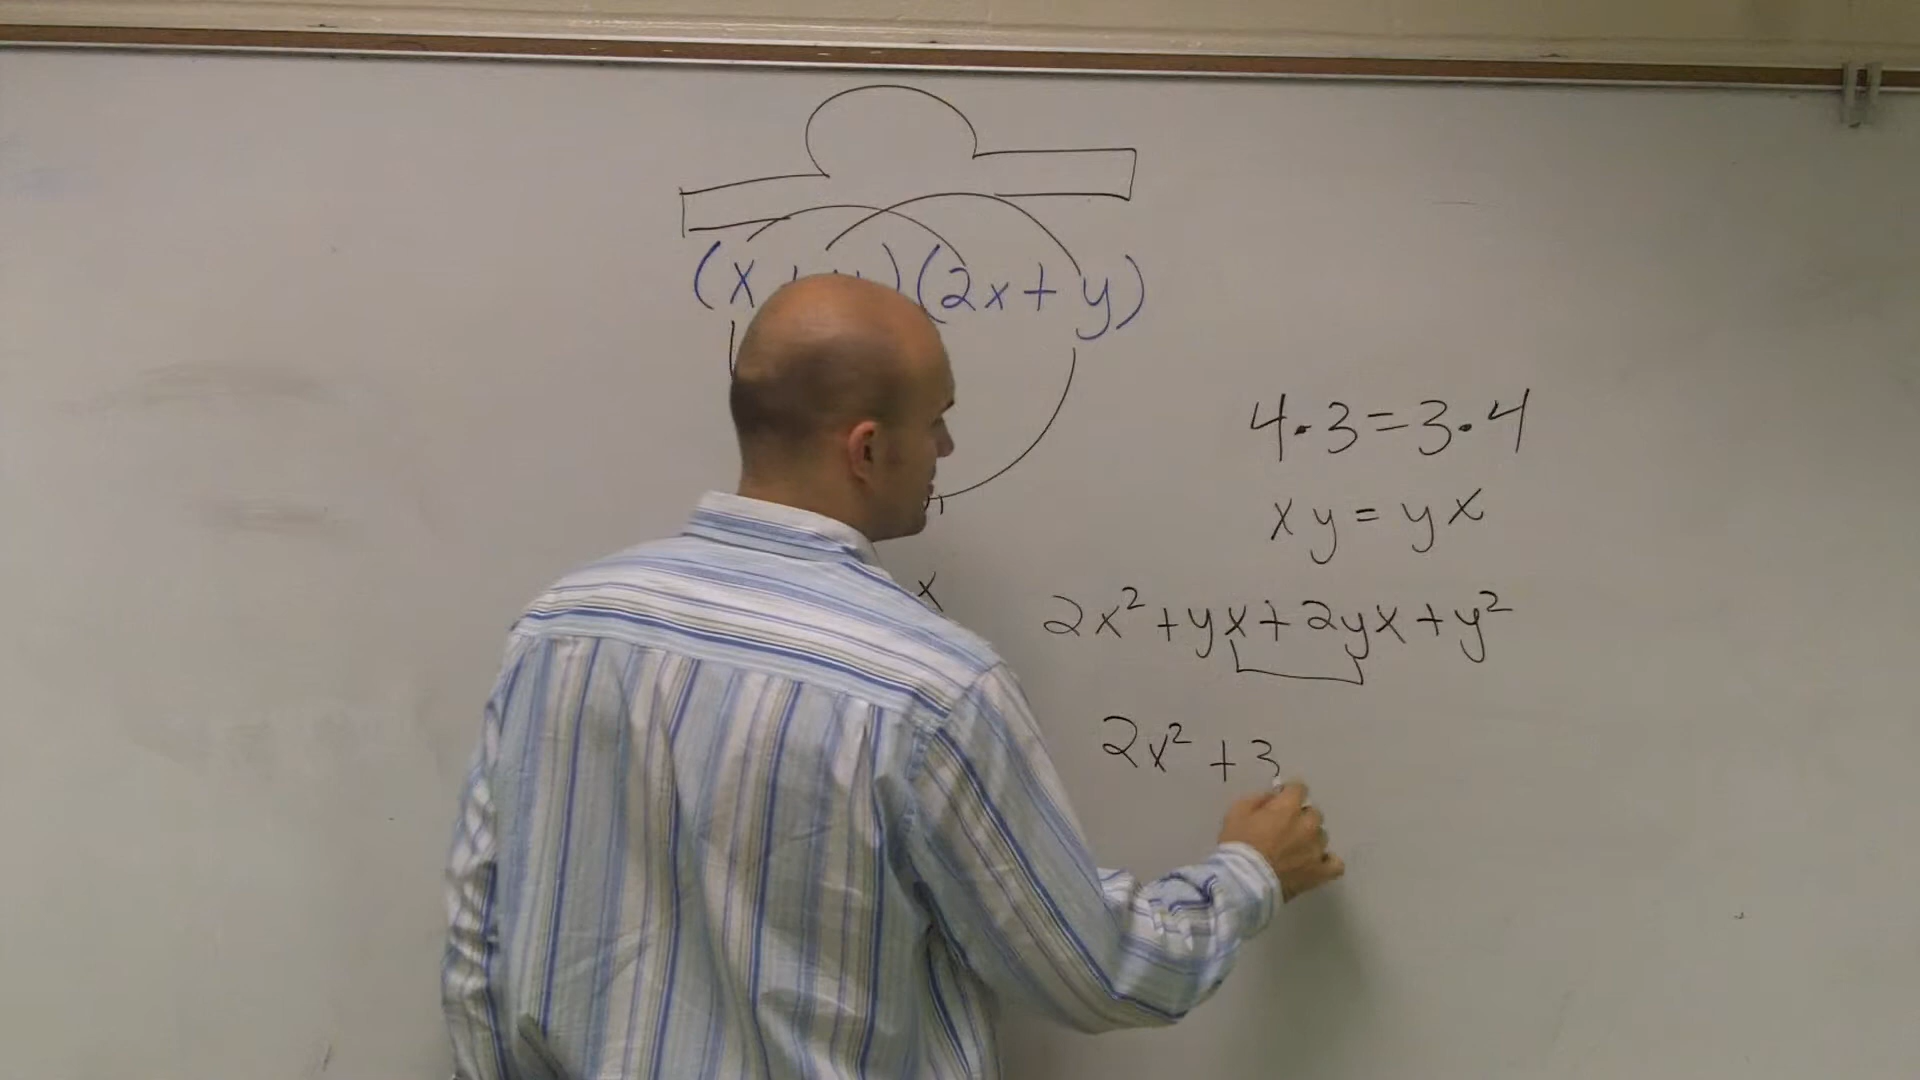 (x + y)(2x + y)
4·3=3·4
xy=yx
x
2x²+yx+2yx+y²
2x²+3